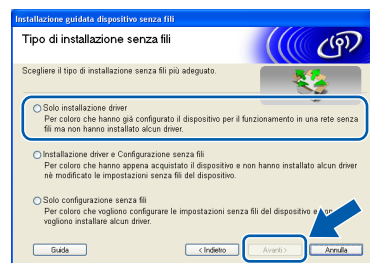 Installazione guidata dispositivo senza fili
Tipo di installazione senza fili
Scegliere il tipo di installazione senza fili più adeguato.
Solo installazione driver
Per coloro che hanno già configurato il dispositivo per il funzionamento in una rete senza
fili ma non hanno installato alcun driver.
Installazione driver e Configurazione senza fili
Per coloro che hanno appena acquistato il dispositivo e non hanno installato alcun driver
nè modificato le impostazioni senza fili del dispositivo.
Solo configurazione senza fili
Per coloro che vogliono configurare le impostazioni senza fili del dispositivo e
vogliono installare alcun driver.
Guida
< Indietro
Avanti >
Annulla